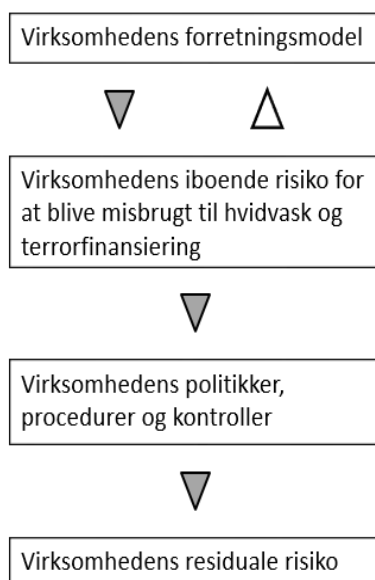 Virksomhedens forretningsmodel
Virksomhedens iboende risiko for
at blive misbrugt til hvidvask og
terrorfinansiering
Virksomhedens politikker,
procedurer og kontroller
Virksomhedens residuale risiko